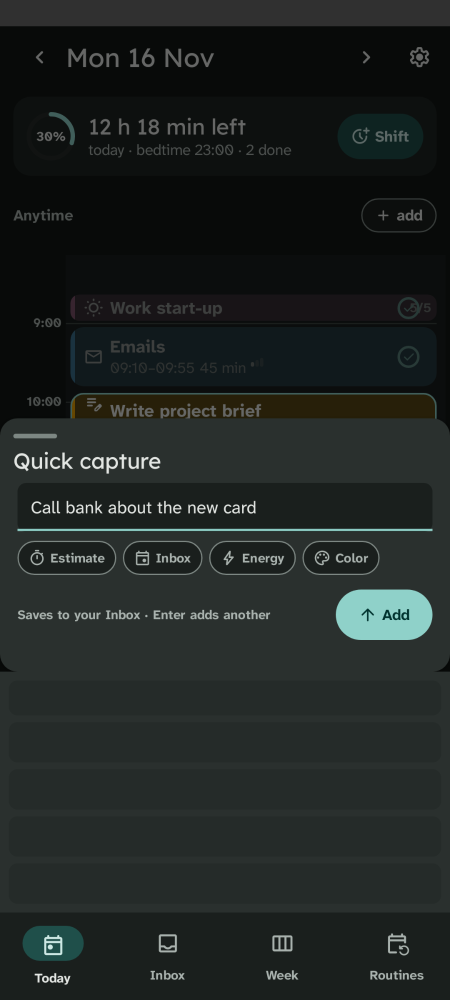 Mon 16 Nov
30%
12 h 18 min left
today · bedtime 23:00 · 2 done
Shift
Anytime
+ add
Work start-up
5/5
9:00
Emails
09:10–09:55 45 min
10:00
Write project brief
Quick capture
Call bank about the new card
Estimate
Inbox
Energy
Color
Saves to your Inbox · Enter adds another
Add
Today
Inbox
Week
Routines